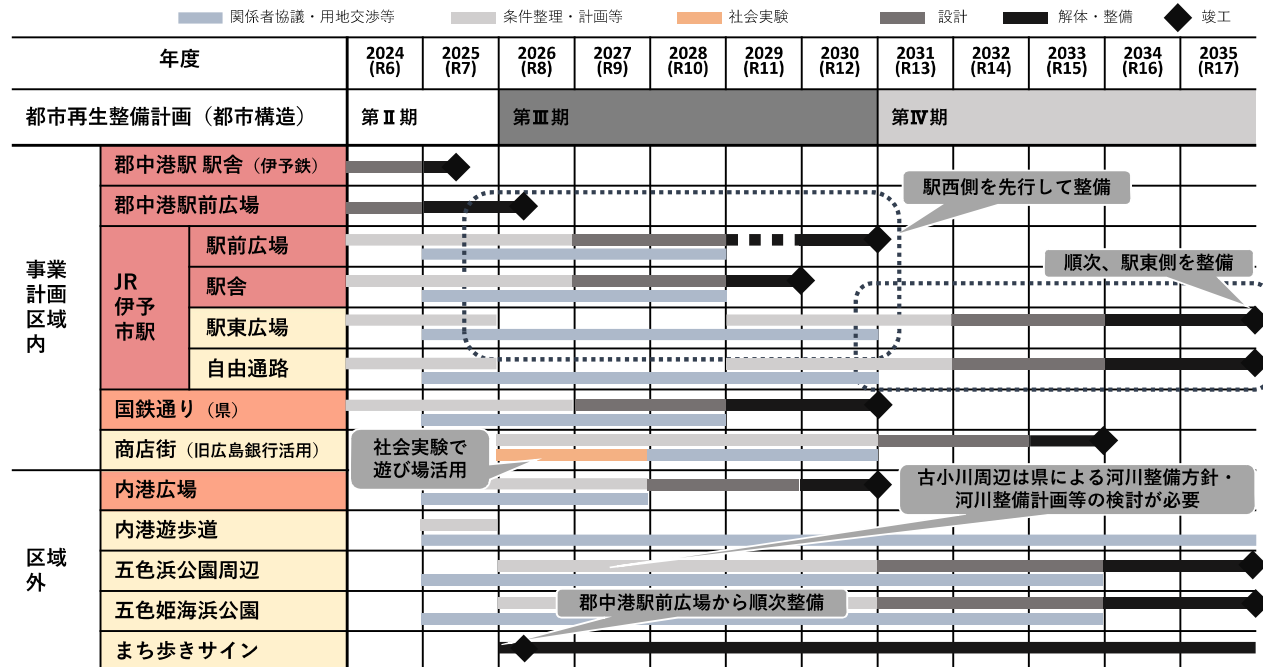 関係者協議・用地交渉等 条件整理・計画等 社会実験 設計 解体・整備 竣工
年度 2024 2025 2026 2027 2028 2029 2030 2031 2032 2033 2034 2035
(R6) (R7) (R8) (R9) (R10) (R11) (R12) (R13) (R14) (R15) (R16) (R17)
都市再生整備計画（都市構造） 第Ⅱ期 第Ⅲ期 第Ⅳ期
事業
計画
区域
内
郡中港駅 駅舎（伊予鉄）
郡中港駅前広場
駅西側を先行して整備
JR
伊予
市駅
駅前広場
駅舎
順次、駅東側を整備
駅東広場
自由通路
国鉄通り（県）
商店街（旧広島銀行活用）
社会実験で
遊び場活用
区域
外
内港広場
古小川周辺は県による河川整備方針・
河川整備計画等の検討が必要
内港遊歩道
五色浜公園周辺
五色姫海浜公園
郡中港駅前広場から順次整備
まち歩きサイン